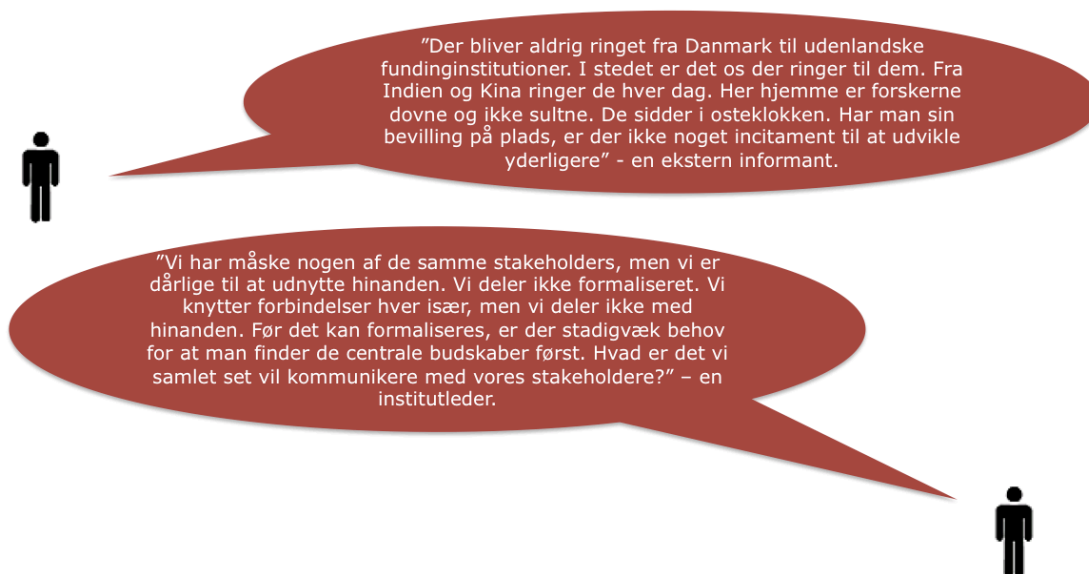 ”Der bliver aldrig ringet fra Danmark til udenlandske
fundinginstitutioner. I stedet er det os der ringer til dem. Fra
Indien og Kina ringer de hver dag. Her hjemme er forskerne
dovne og ikke sultne. De sidder i osteklokken. Har man sin
bevilling på plads, er der ikke noget incitament til at udvikle
yderligere” - en ekstern informant.
”Vi har måske nogen af de samme stakeholders, men vi er
dårlige til at udnytte hinanden. Vi deler ikke formaliseret. Vi
knytter forbindelser hver især, men vi deler ikke med
hinanden. Før det kan formaliseres, er der stadigvæk behov
for at man finder de centrale budskaber først. Hvad er det vi
samlet set vil kommunikere med vores stakeholdere?” – en
institutleder.